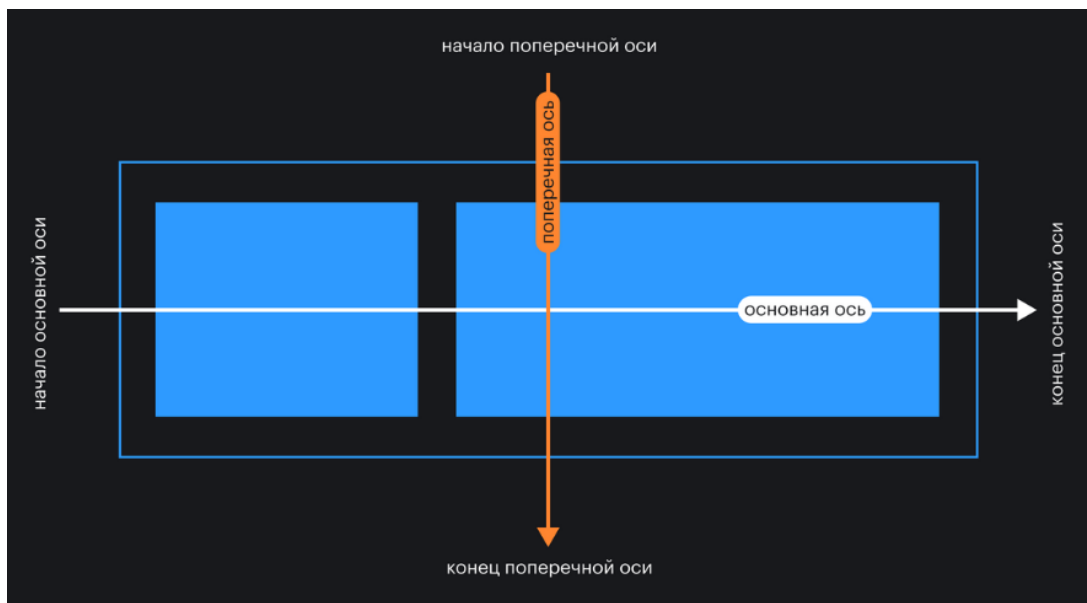 начало поперечной оси
поперечная ось
начало основной оси
основная ось
конец основной оси
конец поперечной оси